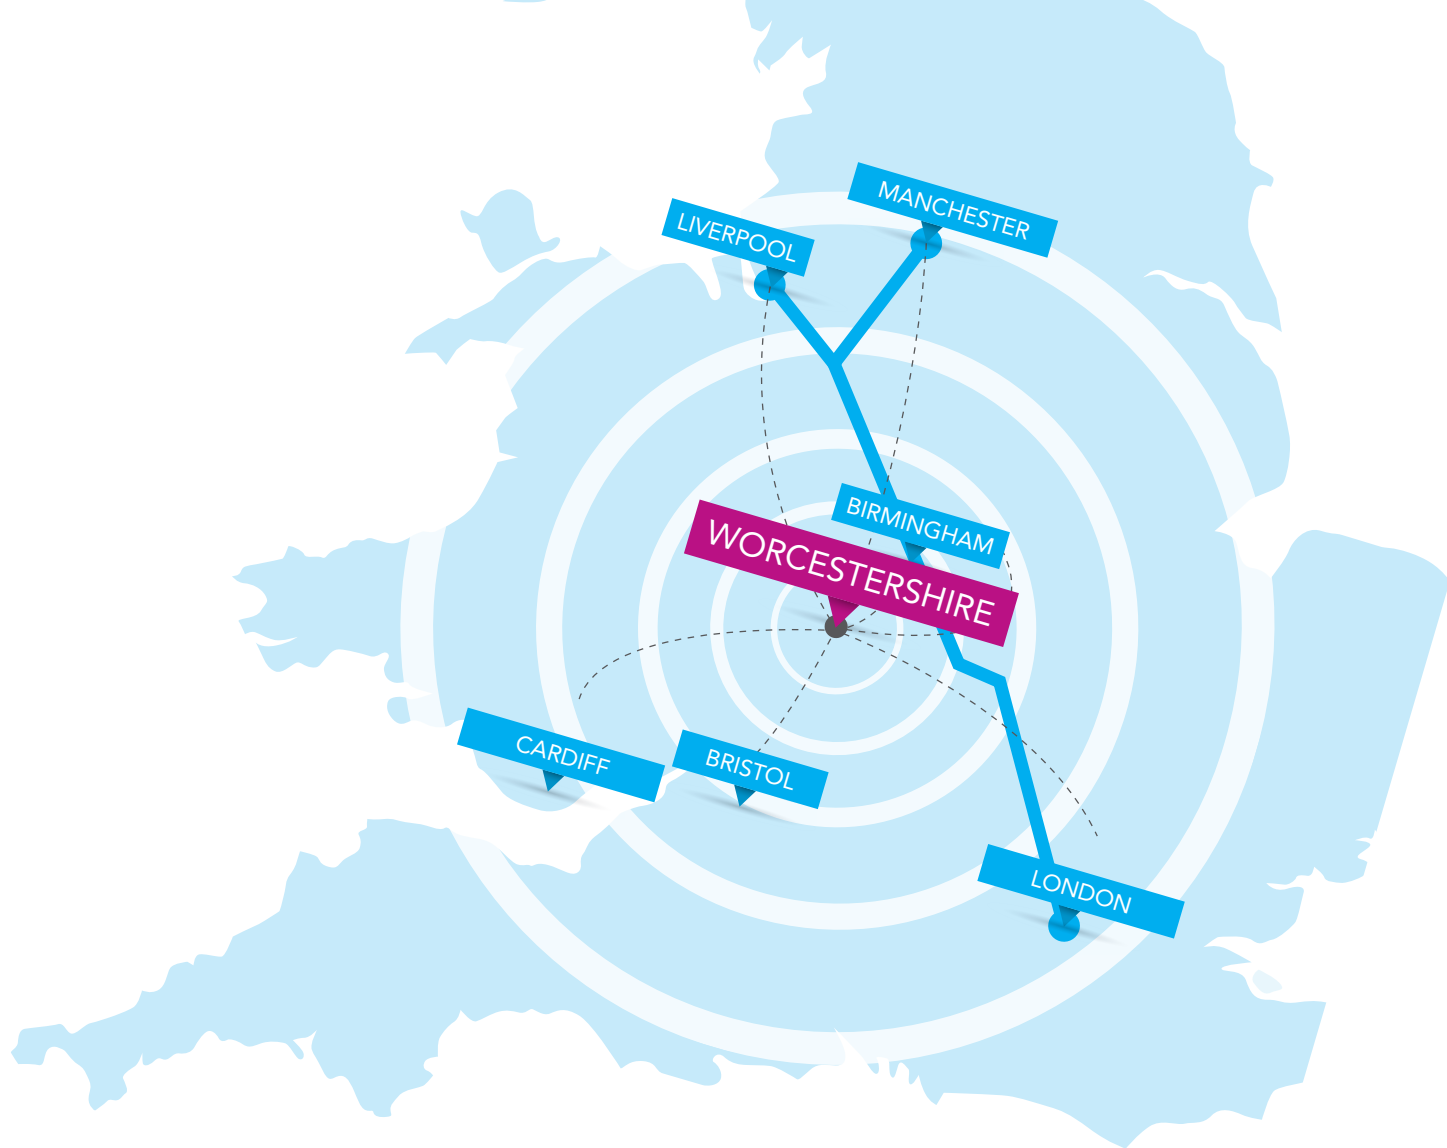 MANCHESTER
LIVERPOOL
BIRMINGHAM
WORCESTERSHIRE
CARDIFF
BRISTOL
LONDON